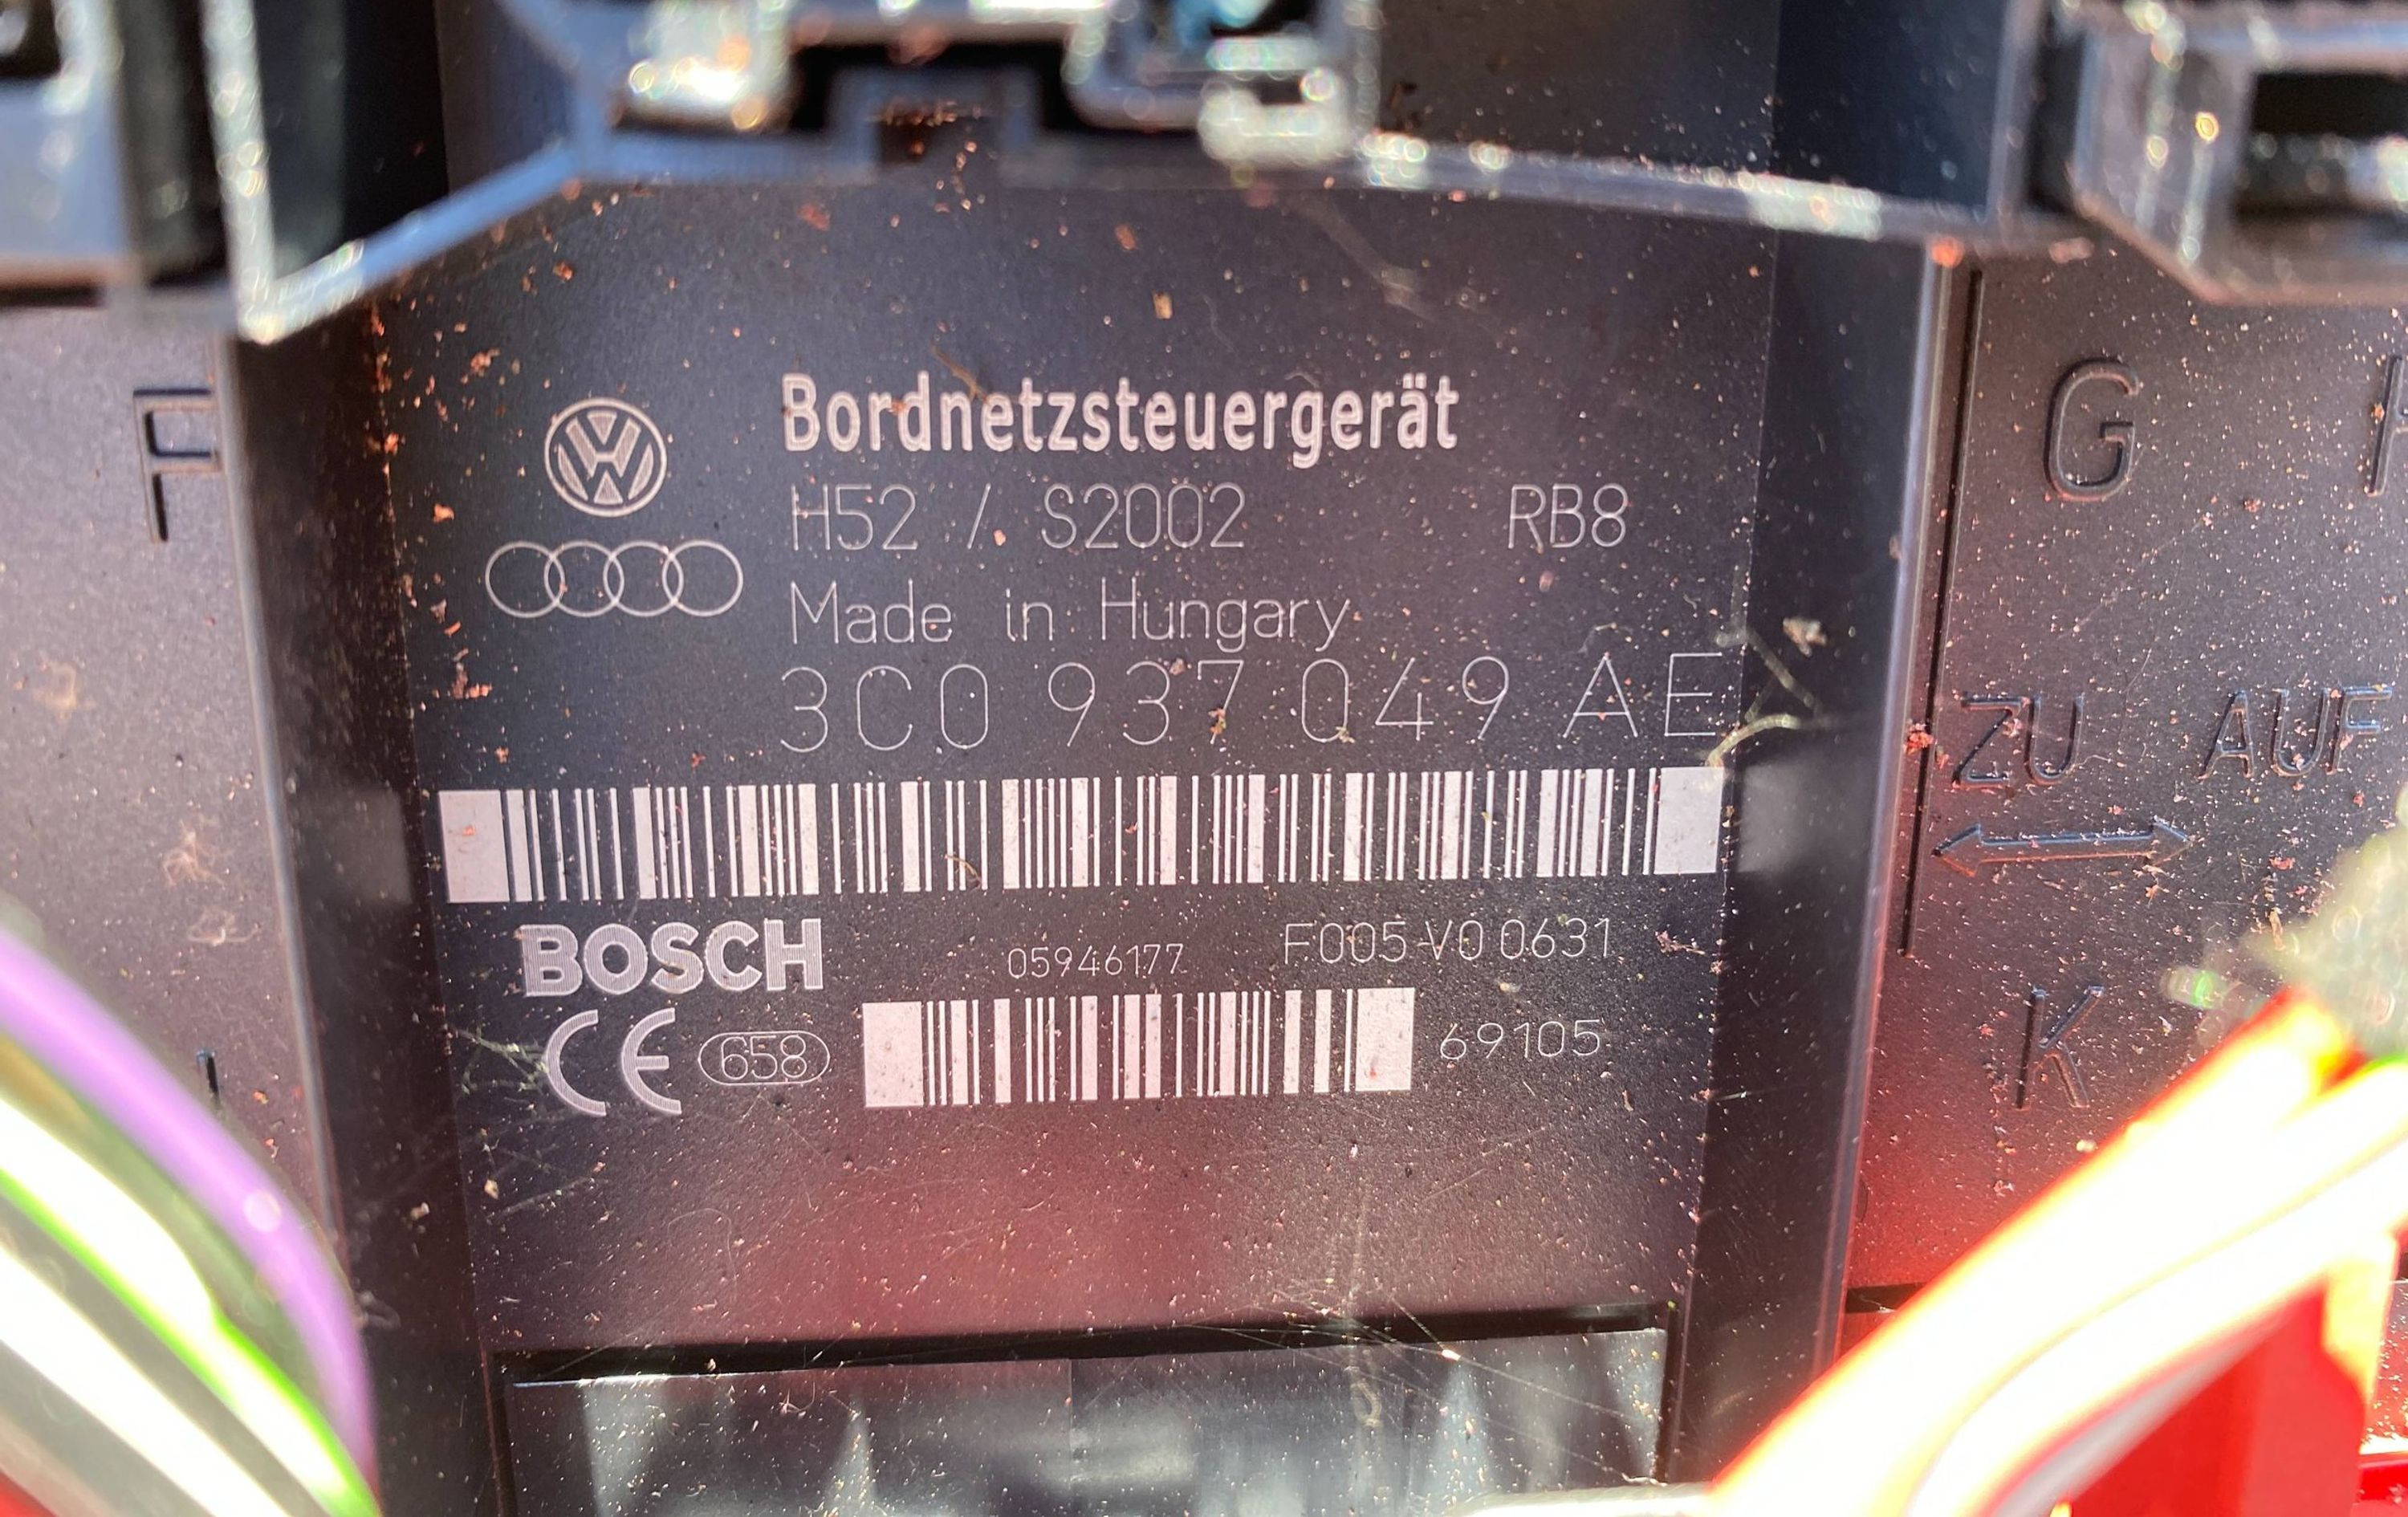 F
G
Bordnetzsteuergerät
H52 / S2002 RB8
Made in Hungary
3C0 937 049 AE
ZU AUF
BOSCH 05946177 F005 V0 0631
CE 658 69105
K